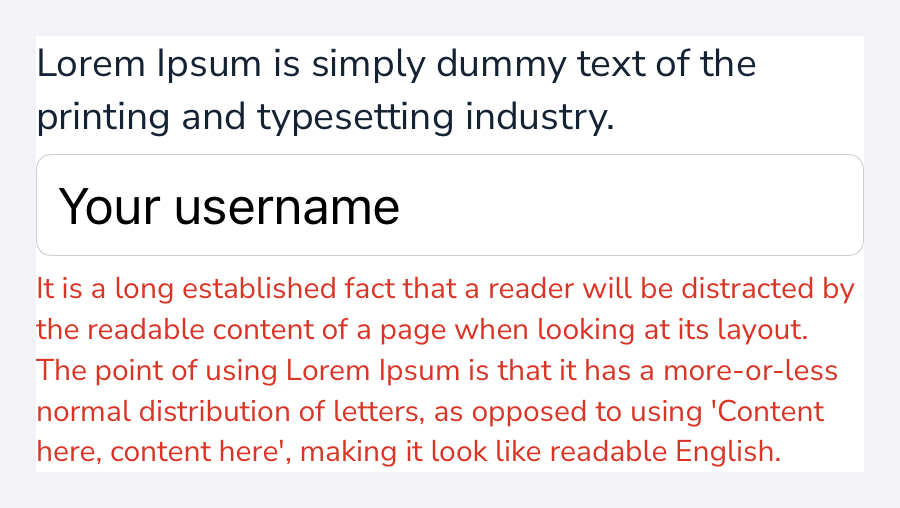 Lorem Ipsum is simply dummy text of the
printing and typesetting industry.
Your username
It is a long established fact that a reader will be distracted by
the readable content of a page when looking at its layout.
The point of using Lorem Ipsum is that it has a more-or-less
normal distribution of letters, as opposed to using 'Content
here, content here', making it look like readable English.